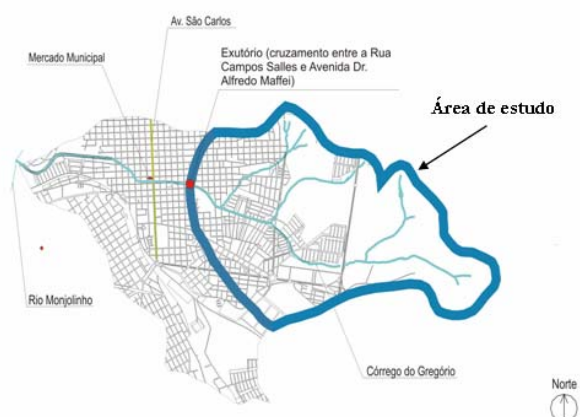 Av. São Carlos
Mercado Municipal
Exutório (cruzamento entre a Rua
Campos Salles e Avenida Dr.
Alfredo Maffei)
Área de estudo
Rio Monjolinho
Córrego do Gregório
Norte